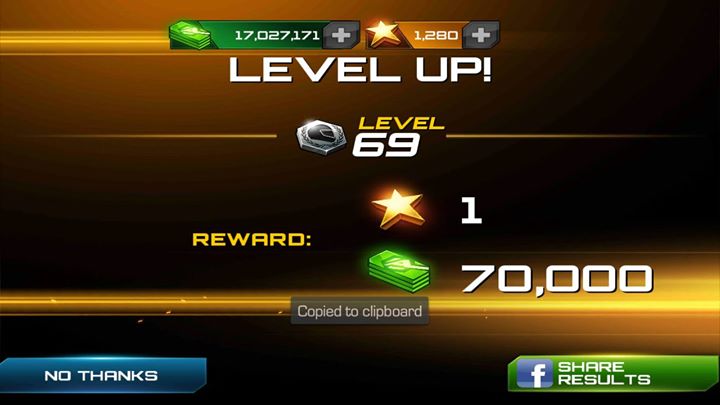 17,027,171 1,280
LEVEL UP!
LEVEL
69
1
REWARD:
70,000
Copied to clipboard
NO THANKS
f SHARE
RESULTS